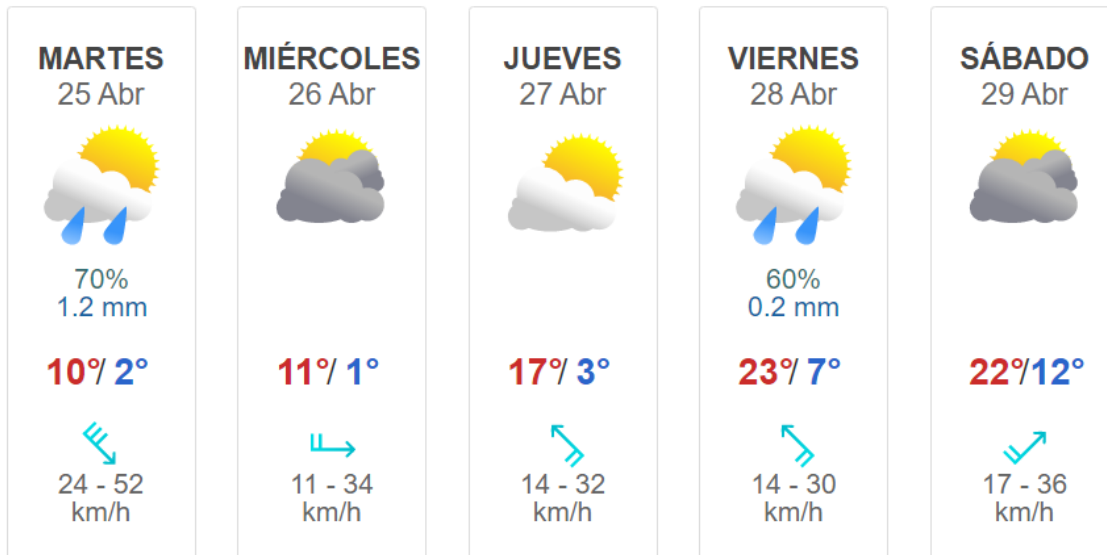 MARTES
25 Abr
70%
1.2 mm
10°/ 2°
24 - 52
km/h
MIÉRCOLES
26 Abr
11°/ 1°
11 - 34
km/h
JUEVES
27 Abr
17°/ 3°
14 - 32
km/h
VIERNES
28 Abr
60%
0.2 mm
23°/ 7°
14 - 30
km/h
SÁBADO
29 Abr
22°/12°
17 - 36
km/h